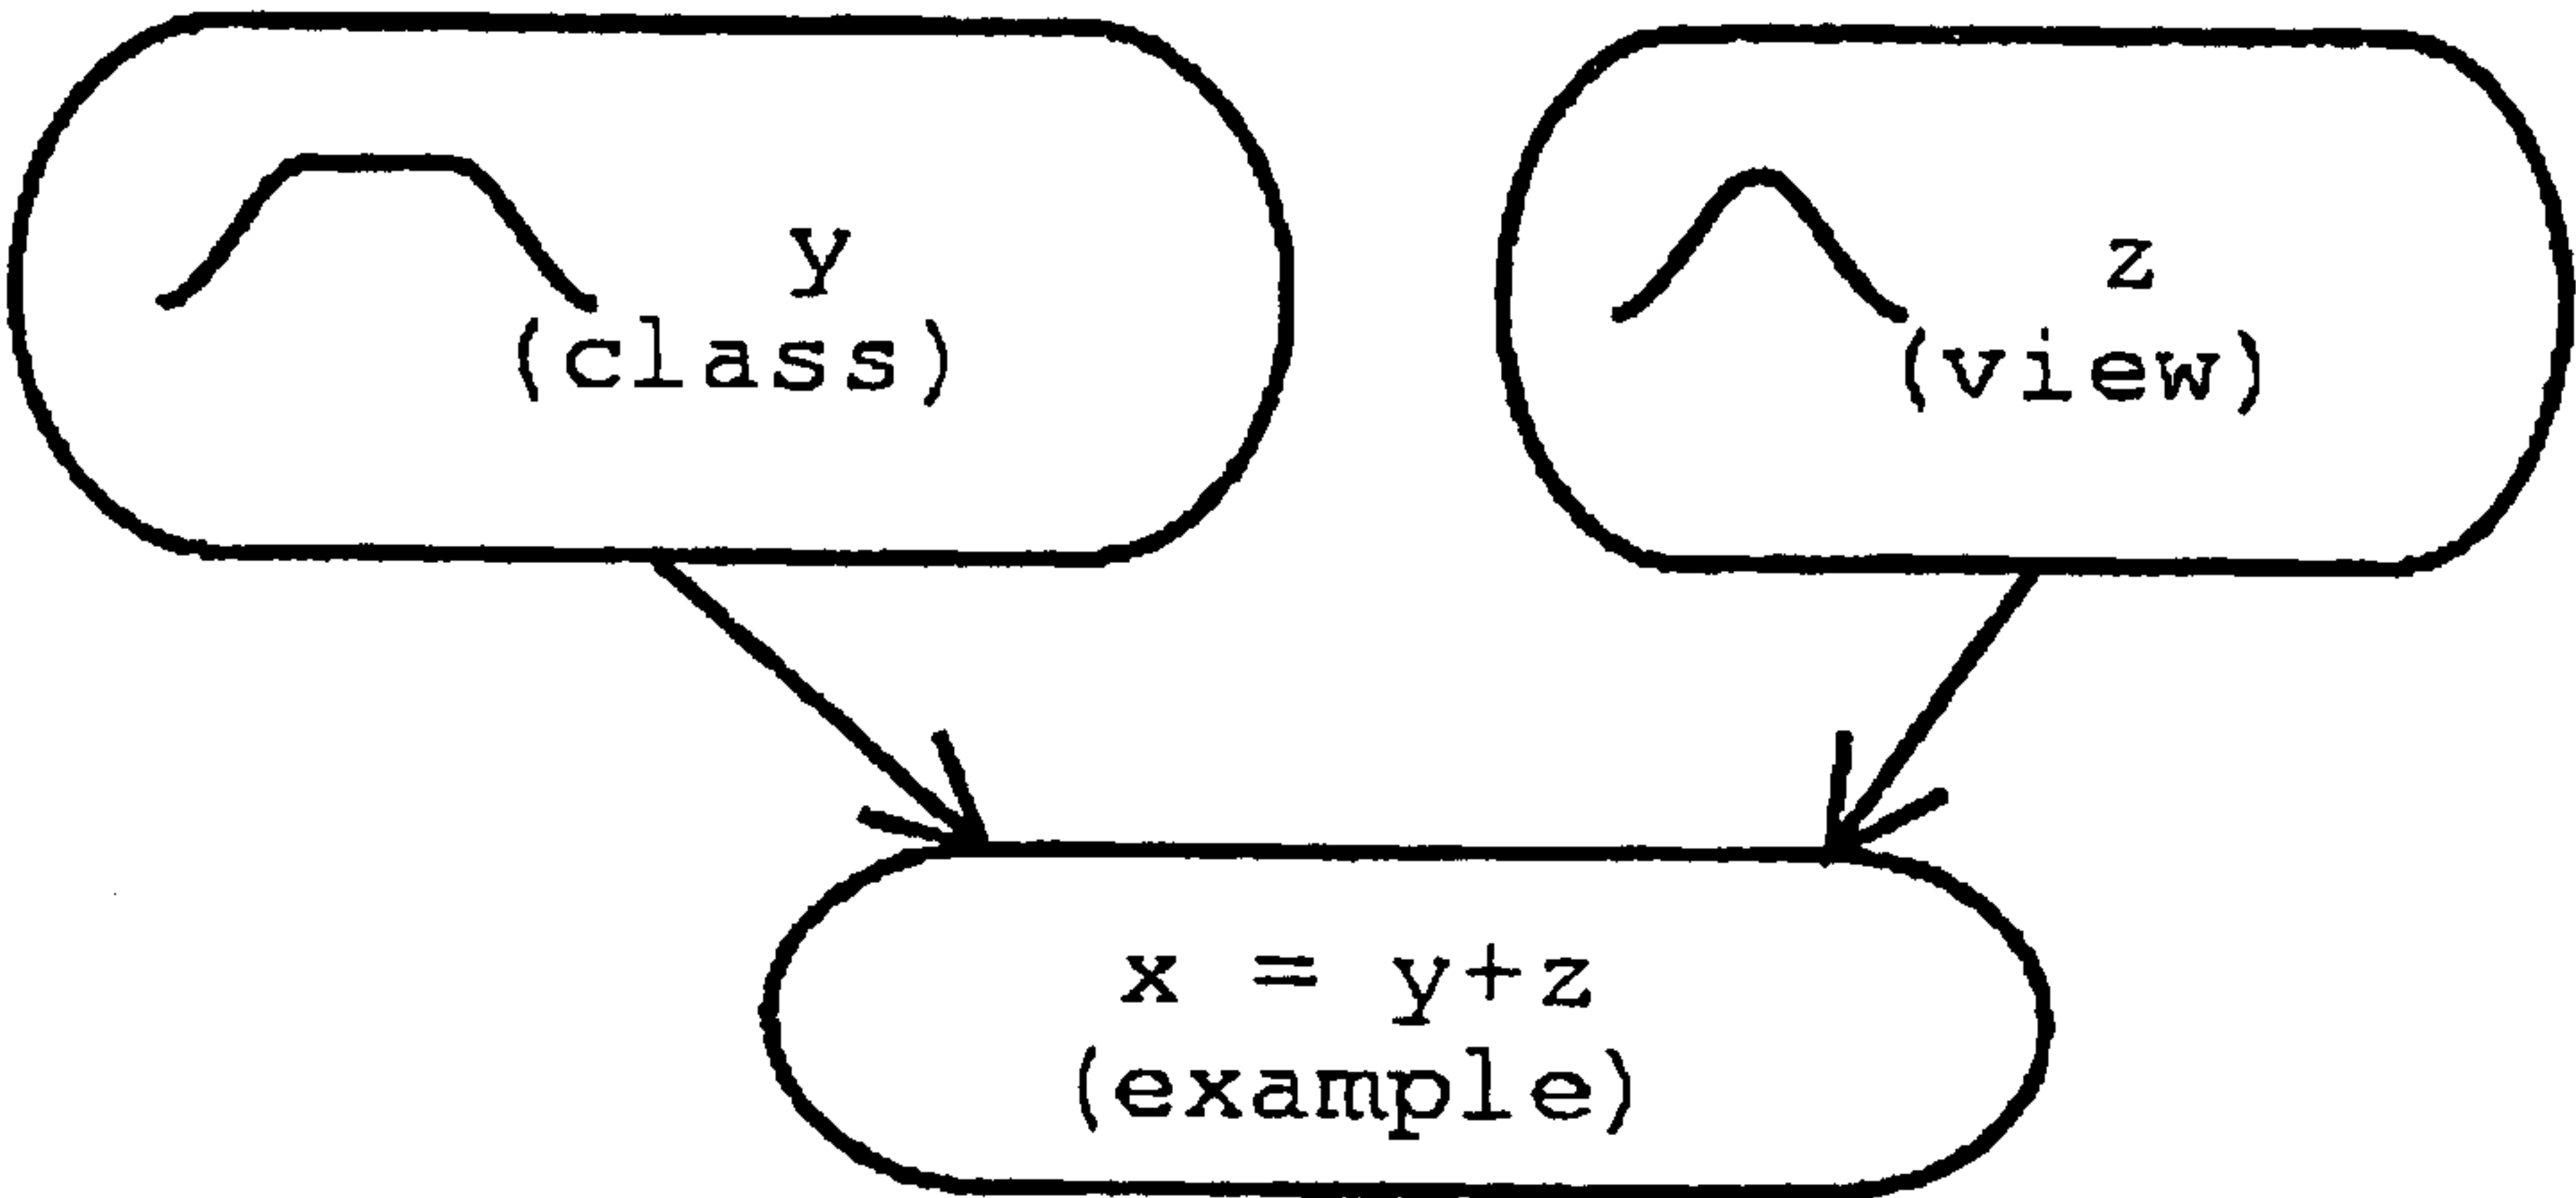 y
(class)
z
(view)
x = y+z
(example)